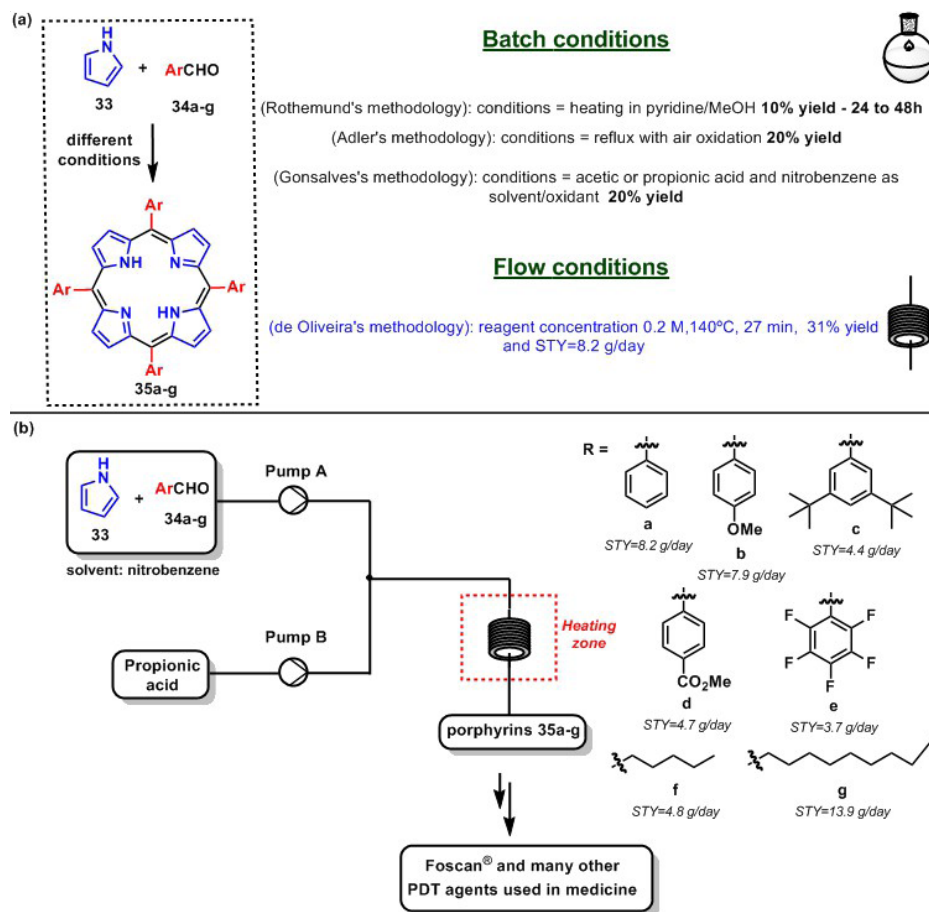 (a)
H
N
+ ArCHO
33 34a-g
different
conditions
Ar
Ar
NH N
N HN
Ar
Ar
35a-g
Batch conditions
(Rothemund's methodology): conditions = heating in pyridine/MeOH 10% yield - 24 to 48h
(Adler's methodology): conditions = reflux with air oxidation 20% yield
(Gonsalves's methodology): conditions = acetic or propionic acid and nitrobenzene as
solvent/oxidant 20% yield
Flow conditions
(de Oliveira's methodology): reagent concentration 0.2 M,140ºC, 27 min, 31% yield
and STY=8.2 g/day
(b)
H
N
+ ArCHO
33 34a-g
solvent: nitrobenzene
Pump A
Propionic
acid
Pump B
Heating
zone
porphyrins 35a-g
Foscan® and many other
PDT agents used in medicine
R =
a
STY=8.2 g/day
OMe
b
STY=7.9 g/day
c
STY=4.4 g/day
CO₂Me
d
STY=4.7 g/day
F F
F F
F
e
STY=3.7 g/day
f
STY=4.8 g/day
g
STY=13.9 g/day